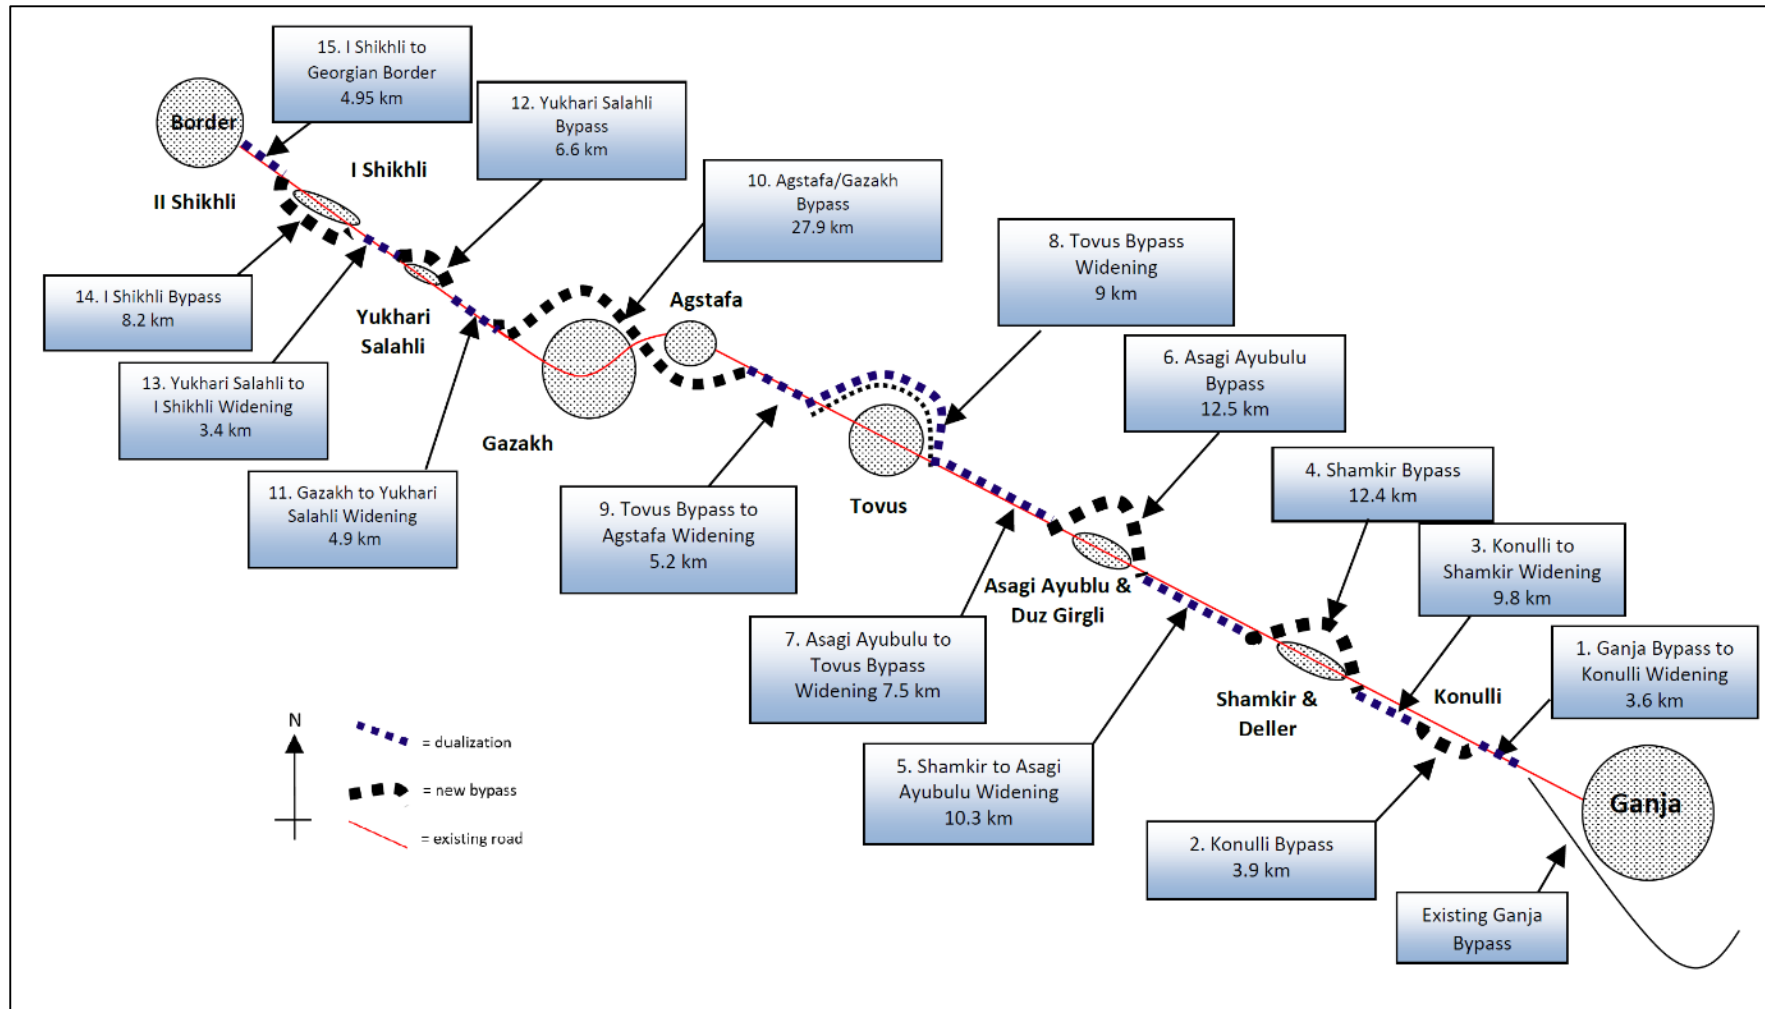 15. I Shikhli to
Georgian Border
4.95 km
12. Yukhari Salahli
Bypass
6.6 km
Border
I Shikhli
II Shikhli
10. Agstafa/Gazakh
Bypass
27.9 km
8. Tovus Bypass
Widening
9 km
14. I Shikhli Bypass
8.2 km
Yukhari
Salahli
Agstafa
6. Asagi Ayubulu
Bypass
12.5 km
13. Yukhari Salahli to
I Shikhli Widening
3.4 km
Gazakh
4. Shamkir Bypass
12.4 km
11. Gazakh to Yukhari
Salahli Widening
4.9 km
9. Tovus Bypass to
Agstafa Widening
5.2 km
Tovus
3. Konulli to
Shamkir Widening
9.8 km
Asagi Ayublu &
Duz Girgli
7. Asagi Ayubulu to
Tovus Bypass
Widening 7.5 km
1. Ganja Bypass to
Konulli Widening
3.6 km
Shamkir &
Deller
Konulli
5. Shamkir to Asagi
Ayubulu Widening
10.3 km
Ganja
2. Konulli Bypass
3.9 km
Existing Ganja
Bypass
N
= dualization
= new bypass
= existing road